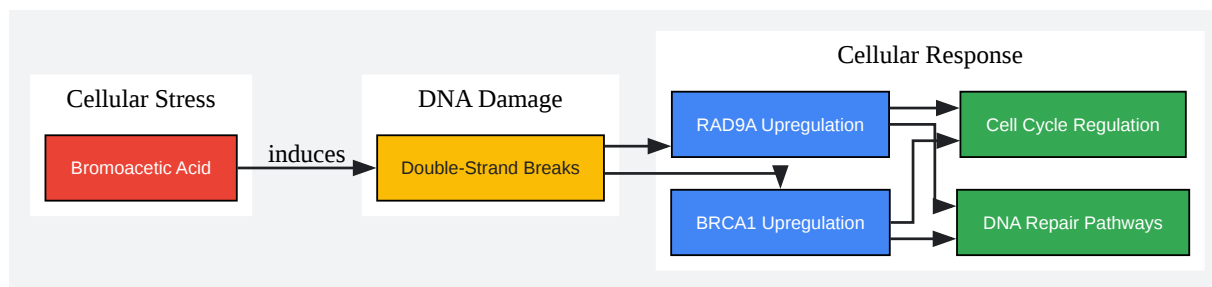 Cellular Stress
Bromoacetic Acid
induces
DNA Damage
Double-Strand Breaks
Cellular Response
RAD9A Upregulation
Cell Cycle Regulation
BRCA1 Upregulation
DNA Repair Pathways